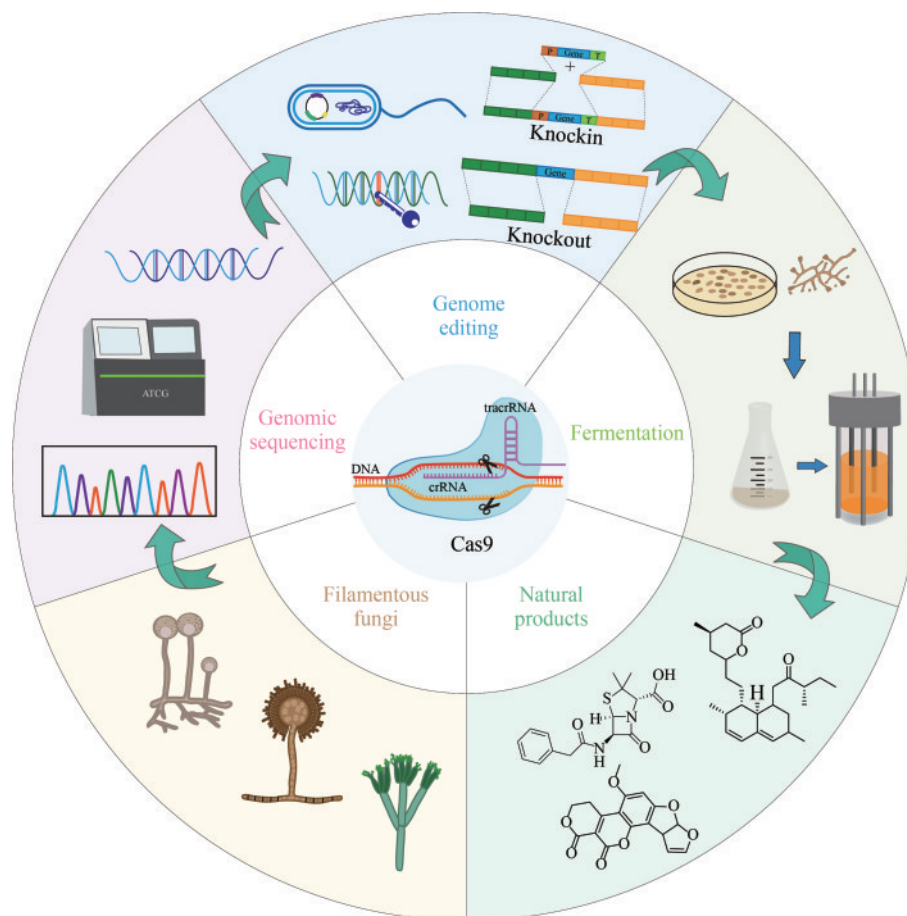 P Gene T
+
P Gene T
Knockin
Gene
Knockout
Genome
editing
ATCG
Genomic
sequencing
tracrRNA
DNA
crRNA
Cas9
Fermentation
Filamentous
fungi
Natural
products
O
O
O
H
OH
O
S
H
N
O
O
N
H
O
O
O
O
O
O
O